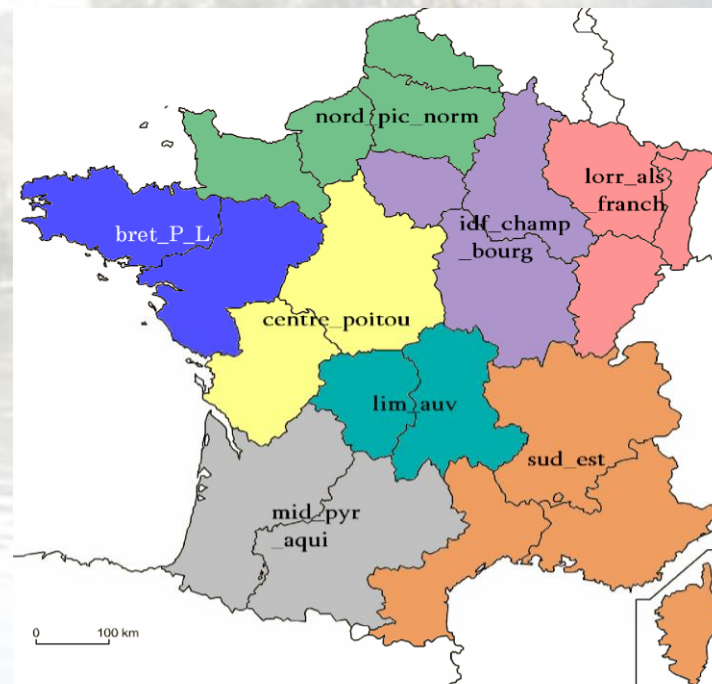 nord_pic_norm
lorr_als
_franch
idf_champ
_bourg
bret_P_L
centre_poitou
lim_auv
sud_est
mid_pyr
_aqui
0 100 km